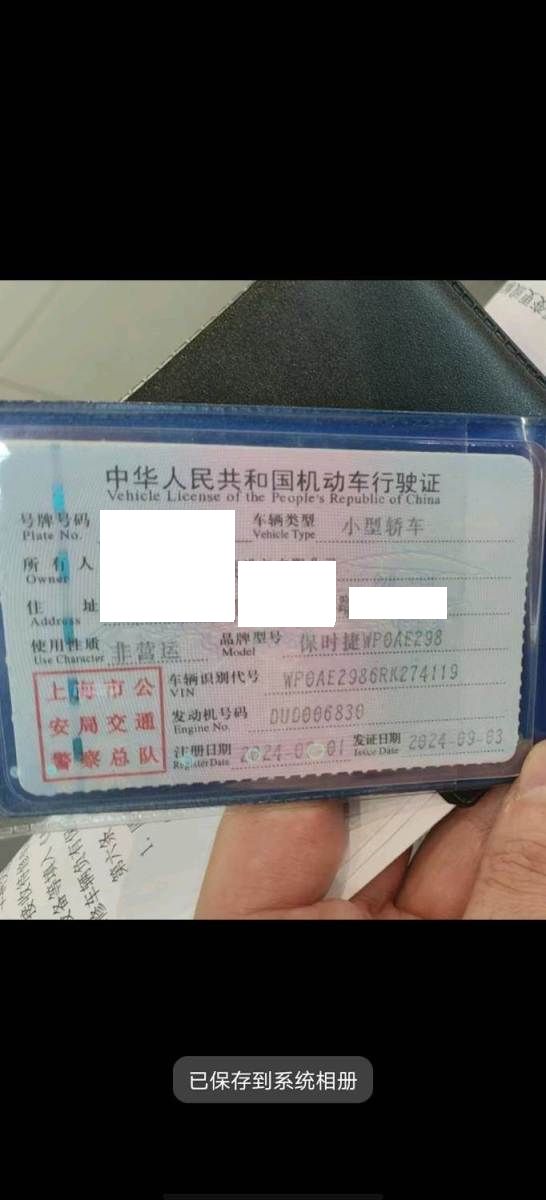 中华人民共和国机动车行驶证
Vehicle License of the People's Republic of China
号牌号码
Plate No.
车辆类型
Vehicle Type
小型轿车
所有人
Owner
住址
Address
使用性质
Use Character
非营运
品牌型号
Model
保时捷WP0AE298
上海市公
安局交通
警察总队
车辆识别代号
VIN
WP0AE2986RK274119
发动机号码
Engine No.
DUD006830
注册日期
Register Date
发证日期
Issue Date
2024-09-03
第六条
1.
已保存到系统相册